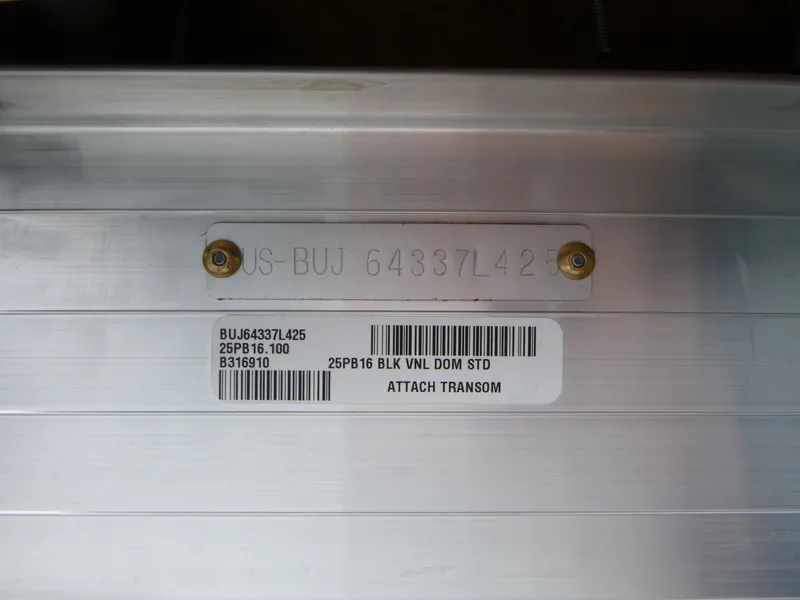 US-BUJ 64337L425
BUJ64337L425
25PB16.100
B316910
25PB16 BLK VNL DOM STD
ATTACH TRANSOM